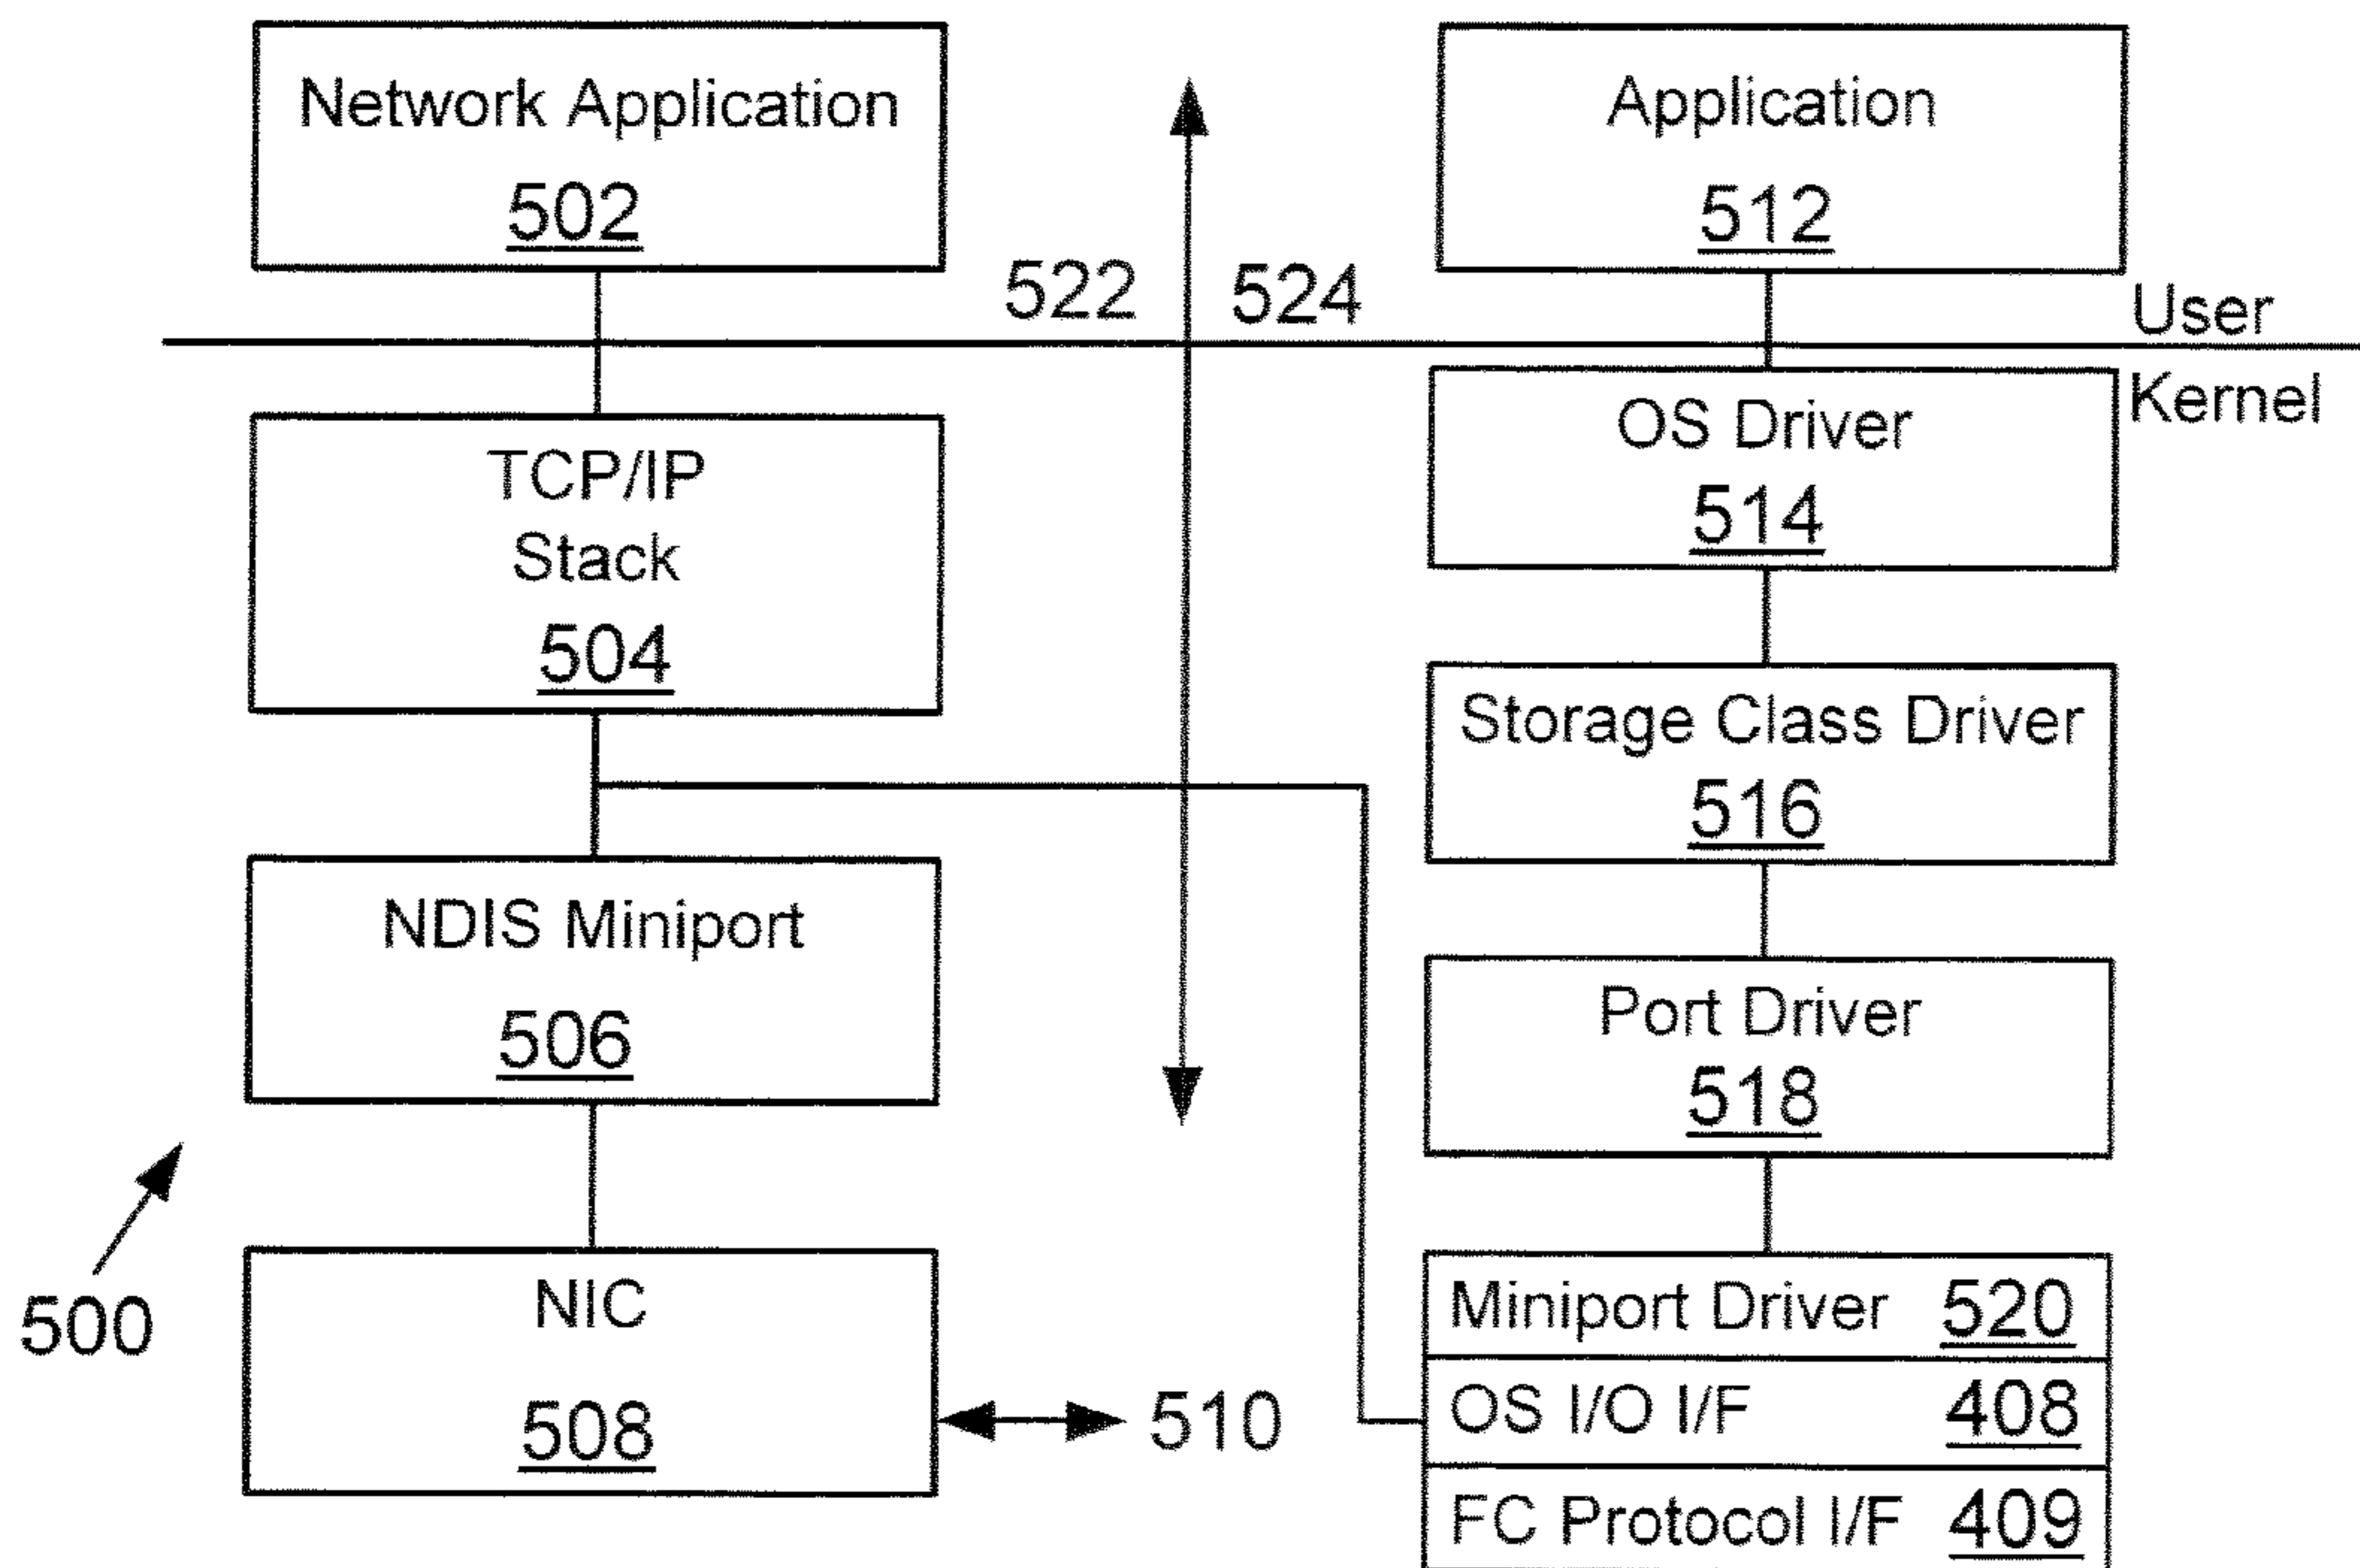 Network Application
502
Application
512
522
524
User
Kernel
TCP/IP
Stack
504
OS Driver
514
Storage Class Driver
516
NDIS Miniport
506
Port Driver
518
500
NIC
508
510
Miniport Driver 520
OS I/O I/F 408
FC Protocol I/F 409